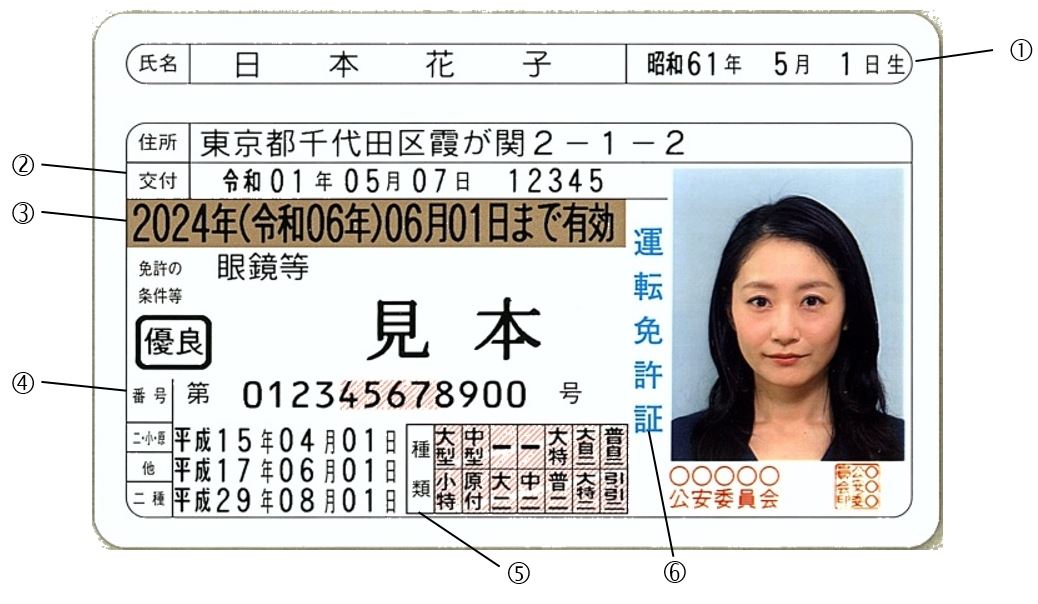 氏名 日本花子 昭和61年 5月 1日生
①
住所 東京都千代田区霞が関2-1-2
② 交付 令和01年05月07日 12345
③ 2024年(令和06年)06月01日まで有効
免許の
条件等
眼鏡等
見本
優良
運転免許証
④ 番号 第 012345678900 号
二・小・原 平成15年04月01日
他 平成17年06月01日
二種 平成29年08月01日
種類
大型 中型 ー ー 大特 大自二 普自二
小特 原付 大二 中二 普二 大特二 引引二
○○○○○
公安委員会
⑤
⑥